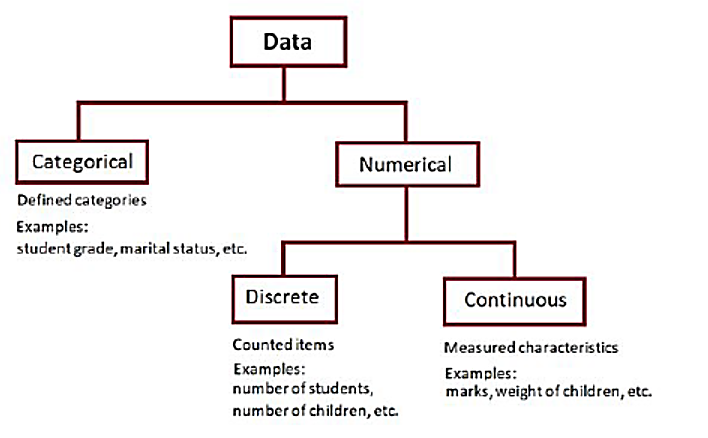 Data
Categorical
Numerical
Defined categories
Examples:
student grade, marital status, etc.
Discrete
Continuous
Counted items
Examples:
number of students,
number of children, etc.
Measured characteristics
Examples:
marks, weight of children, etc.